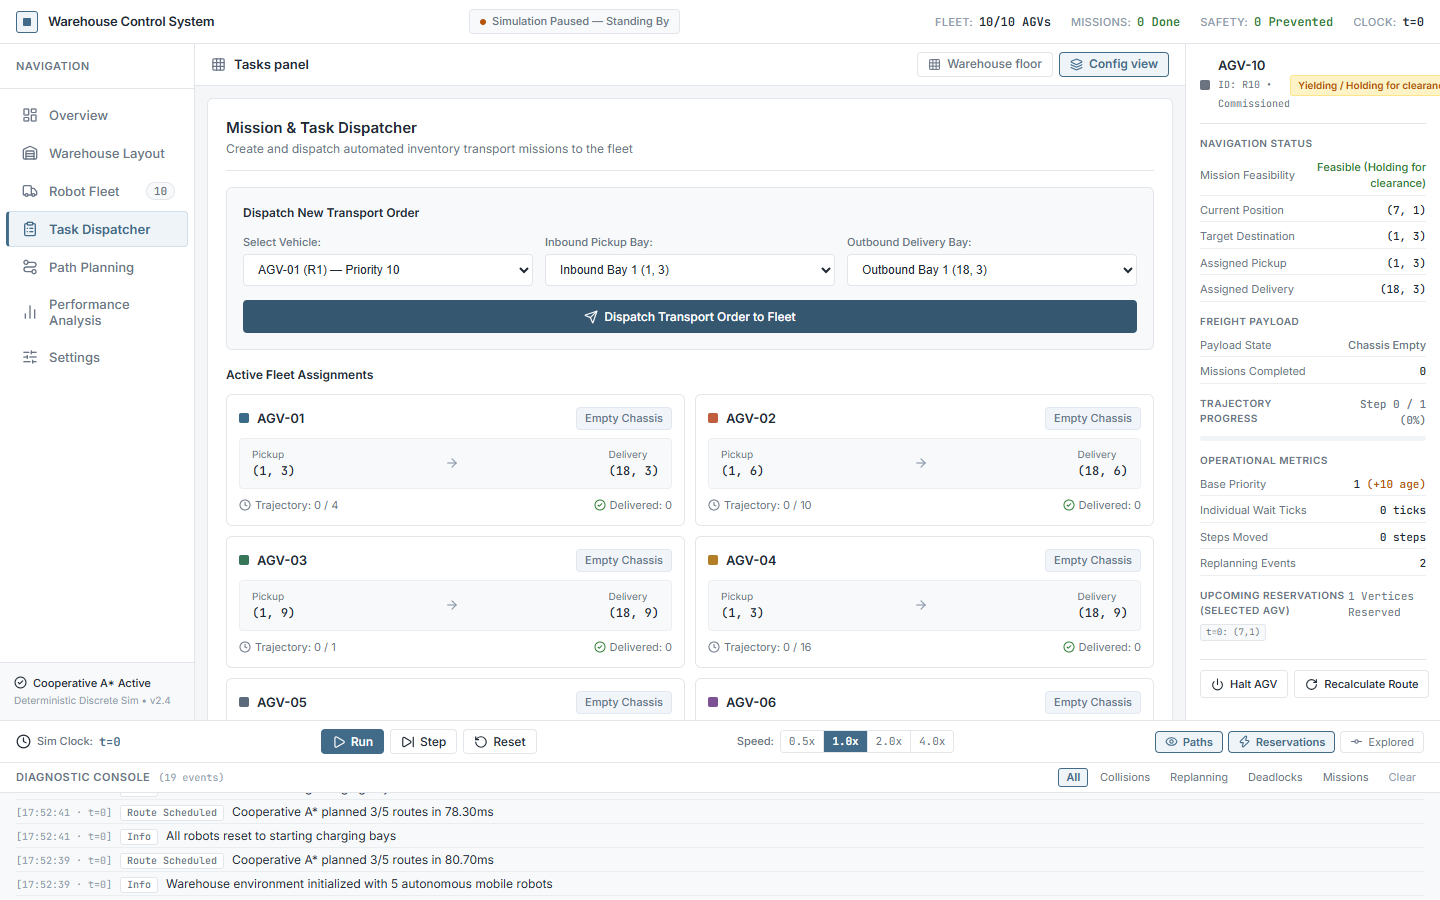 Warehouse Control System
Simulation Paused — Standing By
FLEET: 10/10 AGVs
MISSIONS: 0 Done
SAFETY: 0 Prevented
CLOCK: t=0
NAVIGATION
Overview
Warehouse Layout
Robot Fleet 10
Task Dispatcher
Path Planning
Performance
Analysis
Settings
Cooperative A* Active
Deterministic Discrete Sim • v2.4
Tasks panel
Warehouse floor
Config view
Mission & Task Dispatcher
Create and dispatch automated inventory transport missions to the fleet
Dispatch New Transport Order
Select Vehicle:
AGV-01 (R1) — Priority 10
Inbound Pickup Bay:
Inbound Bay 1 (1, 3)
Outbound Delivery Bay:
Outbound Bay 1 (18, 3)
Dispatch Transport Order to Fleet
Active Fleet Assignments
AGV-01 Empty Chassis
Pickup Delivery
(1, 3) → (18, 3)
Trajectory: 0 / 4 Delivered: 0
AGV-02 Empty Chassis
Pickup Delivery
(1, 6) → (18, 6)
Trajectory: 0 / 10 Delivered: 0
AGV-03 Empty Chassis
Pickup Delivery
(1, 9) → (18, 9)
Trajectory: 0 / 1 Delivered: 0
AGV-04 Empty Chassis
Pickup Delivery
(1, 3) → (18, 9)
Trajectory: 0 / 16 Delivered: 0
AGV-05 Empty Chassis
AGV-06 Empty Chassis
AGV-10
ID: R10 •
Commissioned
Yielding / Holding for
NAVIGATION STATUS
Mission Feasibility Feasible (Holding for
clearance)
Current Position (7, 1)
Target Destination (1, 3)
Assigned Pickup (1, 3)
Assigned Delivery (18, 3)
FREIGHT PAYLOAD
Payload State Chassis Empty
Missions Completed 0
TRAJECTORY Step 0 / 1
PROGRESS (0%)
OPERATIONAL METRICS
Base Priority 1 (+10 age)
Individual Wait Ticks 0 ticks
Steps Moved 0 steps
Replanning Events 2
UPCOMING RESERVATIONS 1 Vertices
(SELECTED AGV) Reserved
t=0: (7,1)
Halt AGV
Recalculate Route
Sim Clock: t=0
Run
Step
Reset
Speed: 0.5x 1.0x 2.0x 4.0x
Paths
Reservations
Explored
DIAGNOSTIC CONSOLE (19 events)
All Collisions Replanning Deadlocks Missions Clear
[17:52:41 · t=0] Route Scheduled Cooperative A* planned 3/5 routes in 78.30ms
[17:52:41 · t=0] Info All robots reset to starting charging bays
[17:52:39 · t=0] Route Scheduled Cooperative A* planned 3/5 routes in 80.70ms
[17:52:39 · t=0] Info Warehouse environment initialized with 5 autonomous mobile robots